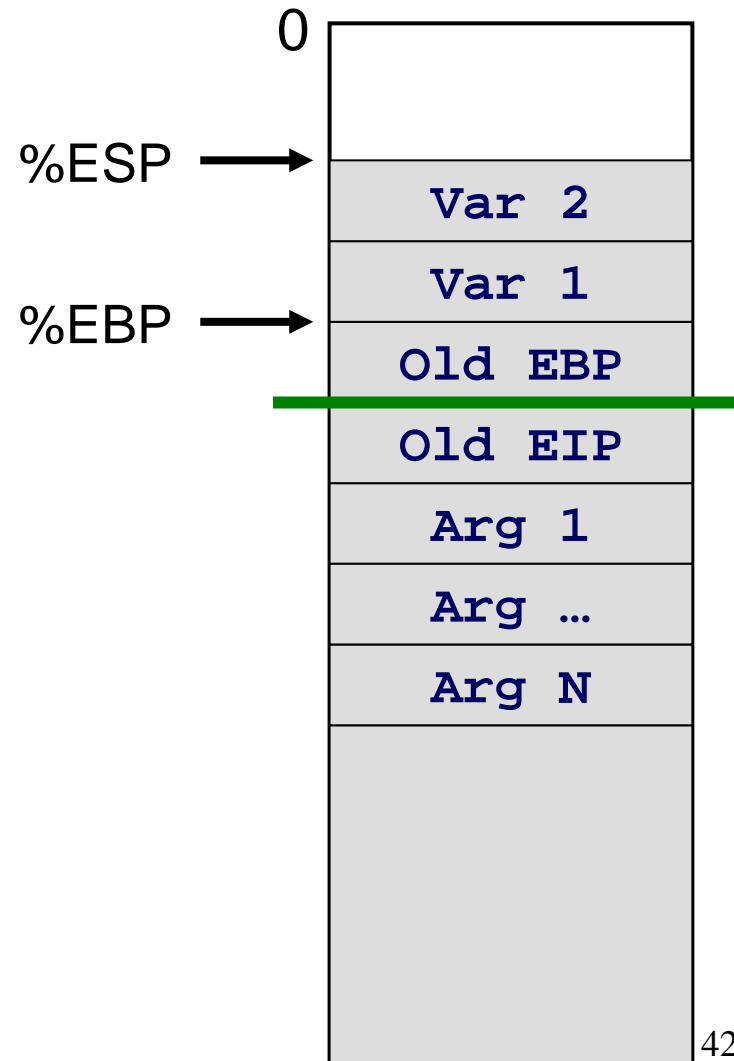 0
%ESP
Var 2
Var 1
%EBP
Old EBP
Old EIP
Arg 1
Arg …
Arg N
42